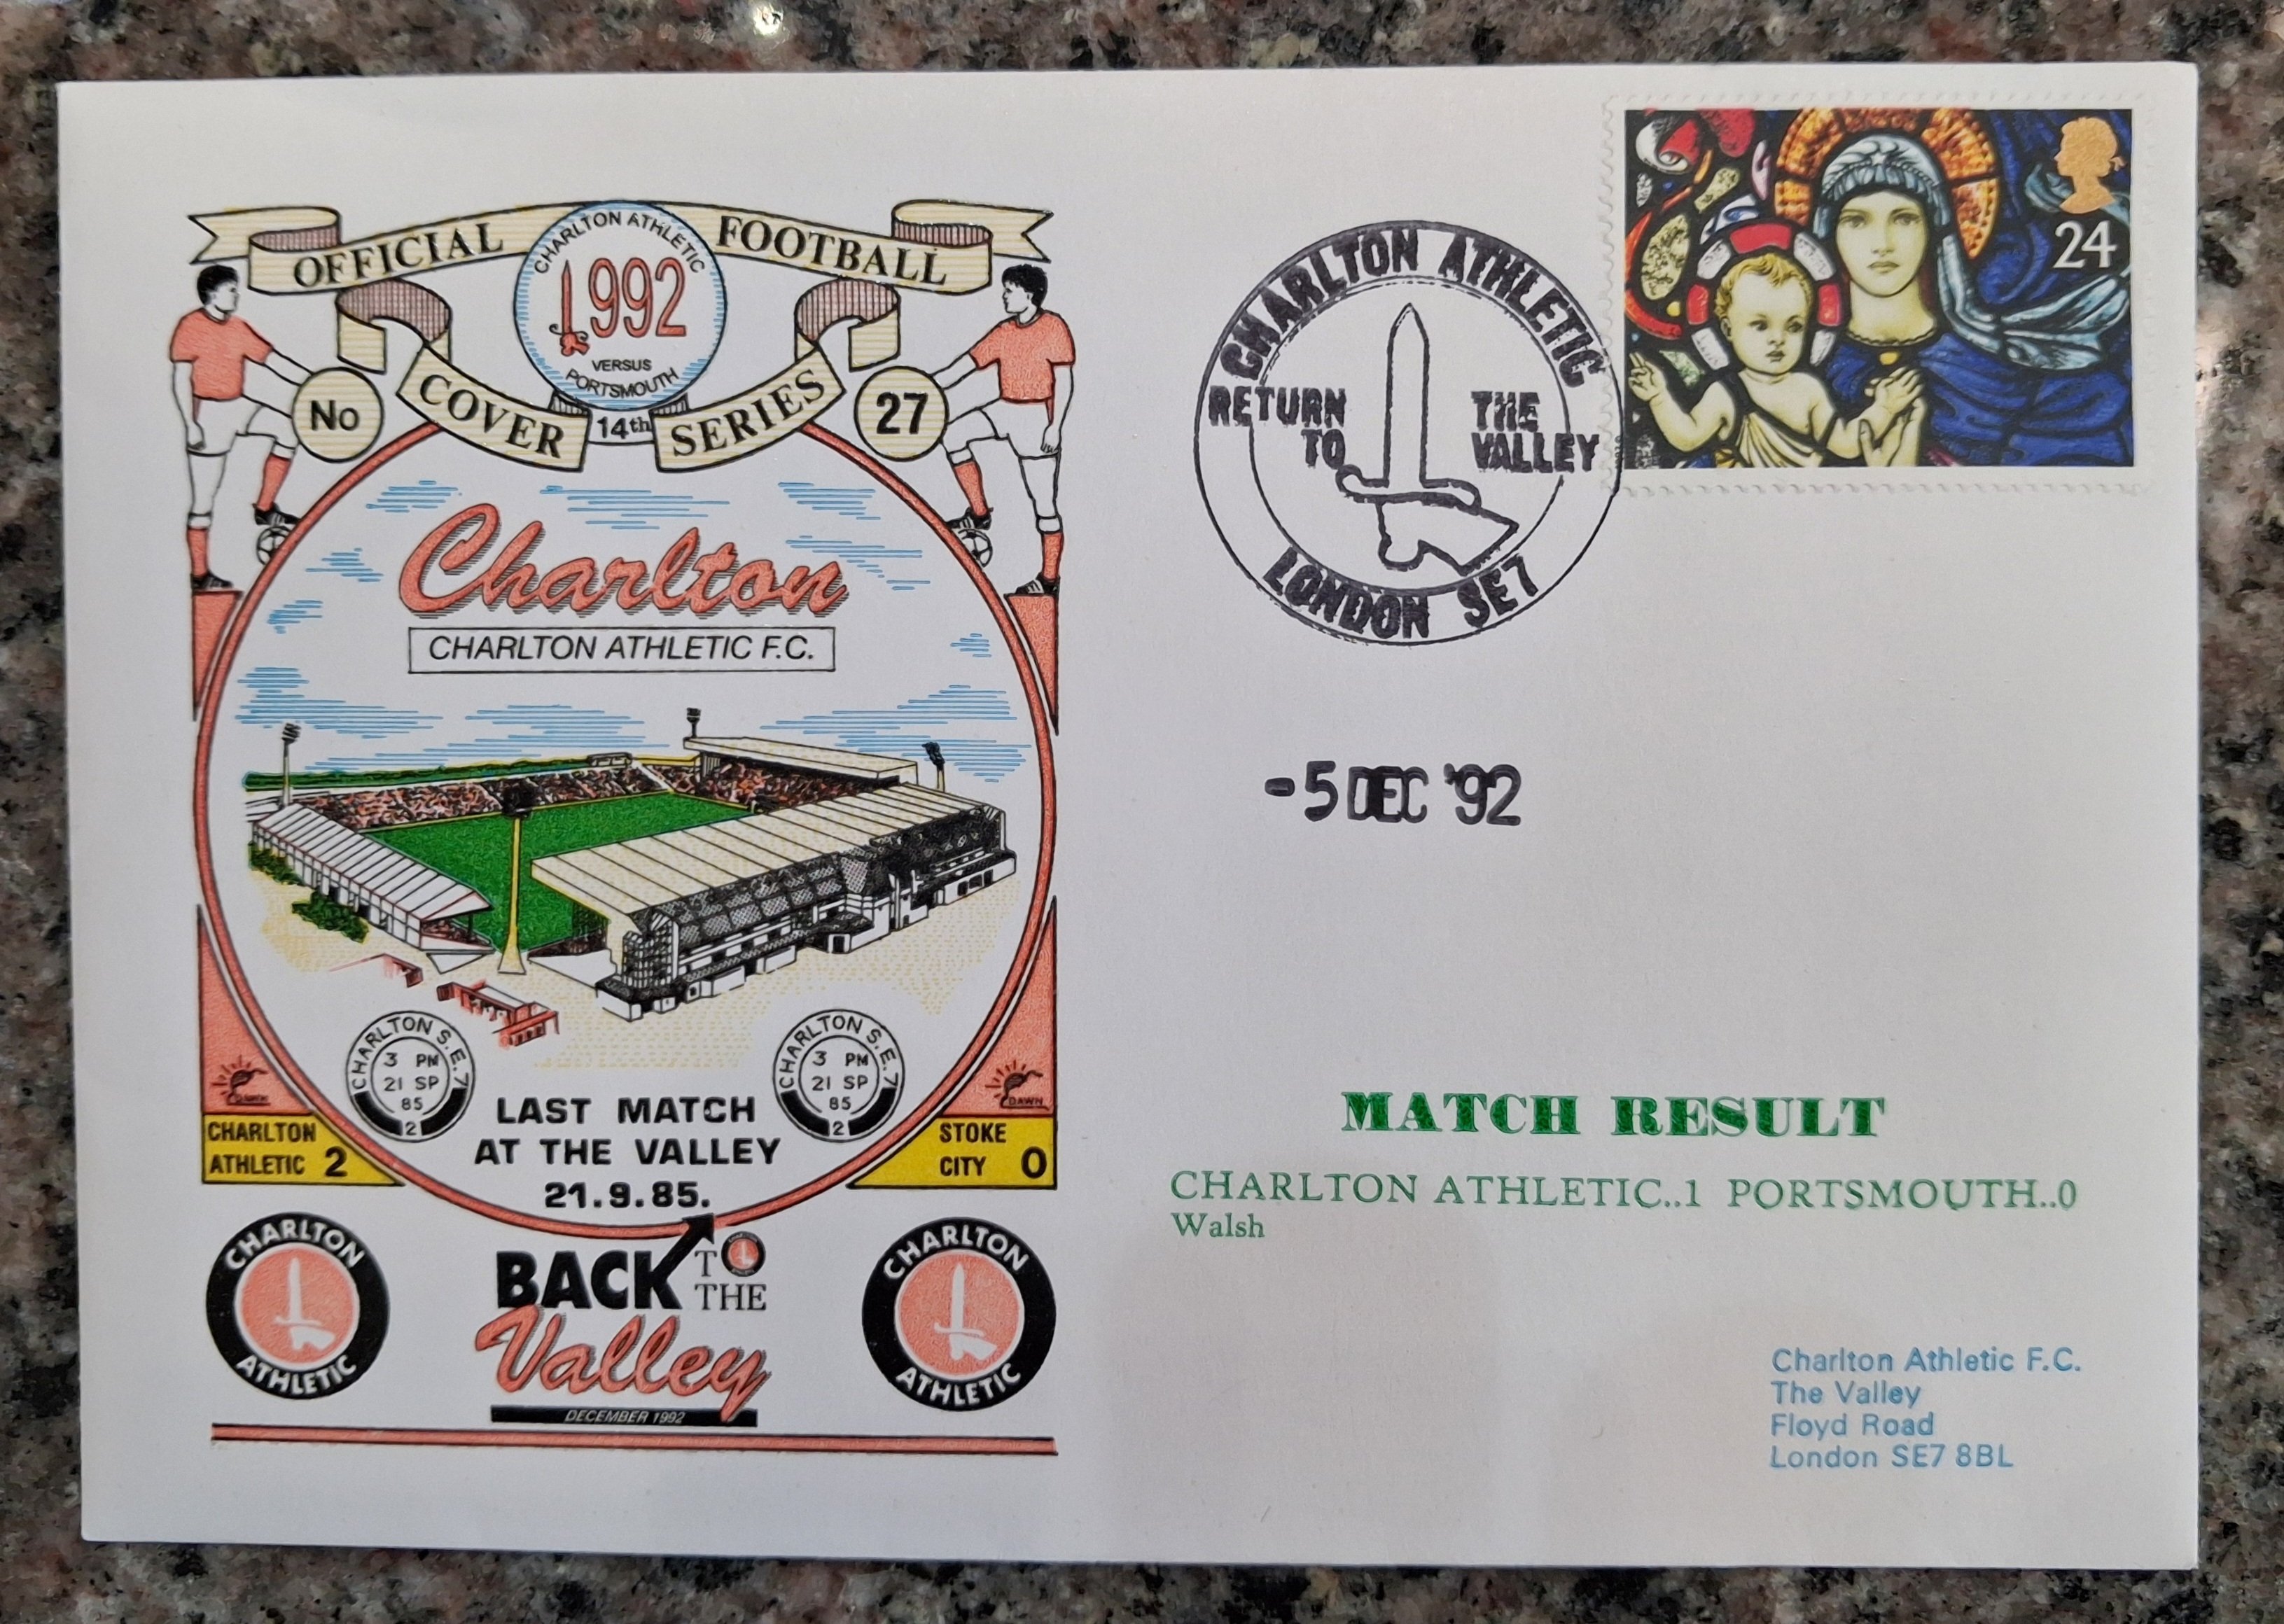 OFFICIAL FOOTBALL
COVER SERIES
CHARLTON ATHLETIC
1992
VERSUS
PORTSMOUTH
No
14th
27
Charlton
CHARLTON ATHLETIC F.C.
CHARLTON S.E.7
3 PM
21 SP
85
2
CHARLTON S.E.7
3 PM
21 SP
85
2
DAWN
DAWN
LAST MATCH
AT THE VALLEY
21.9.85.
CHARLTON
ATHLETIC 2
STOKE
CITY 0
CHARLTON
ATHLETIC
BACK TO
THE
Valley
DECEMBER 1992
CHARLTON
ATHLETIC
CHARLTON ATHLETIC
RETURN THE
TO VALLEY
LONDON SE7
24
-5 DEC '92
MATCH RESULT
CHARLTON ATHLETIC..1 PORTSMOUTH..0
Walsh
Charlton Athletic F.C.
The Valley
Floyd Road
London SE7 8BL